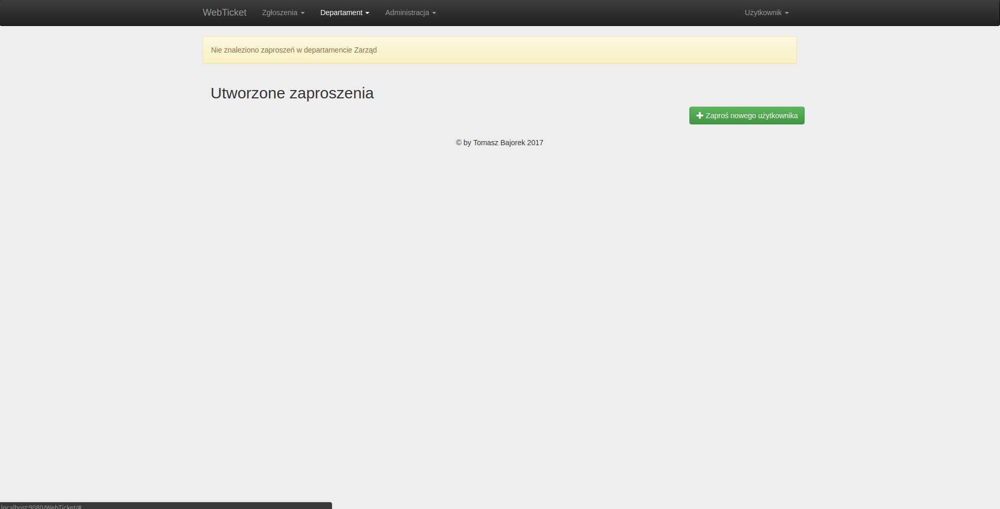 WebTicket Zgłoszenia Departament Administracja Użytkownik
Nie znaleziono zaproszeń w departamencie Zarząd
Utworzone zaproszenia
Zaproś nowego użytkownika
© by Tomasz Bajorek 2017
localhost:9080/WebTicket/#